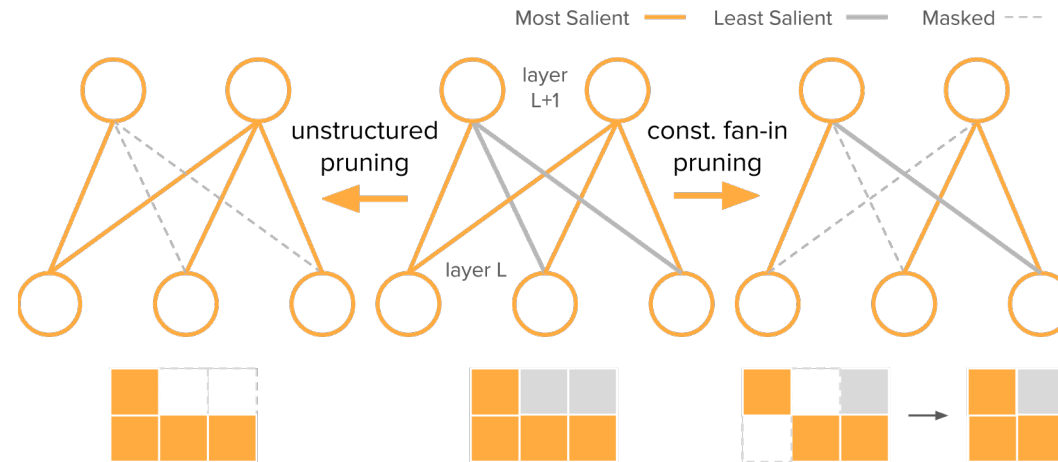 Most Salient
Least Salient
Masked
layer
L+1
unstructured
pruning
const. fan-in
pruning
layer L